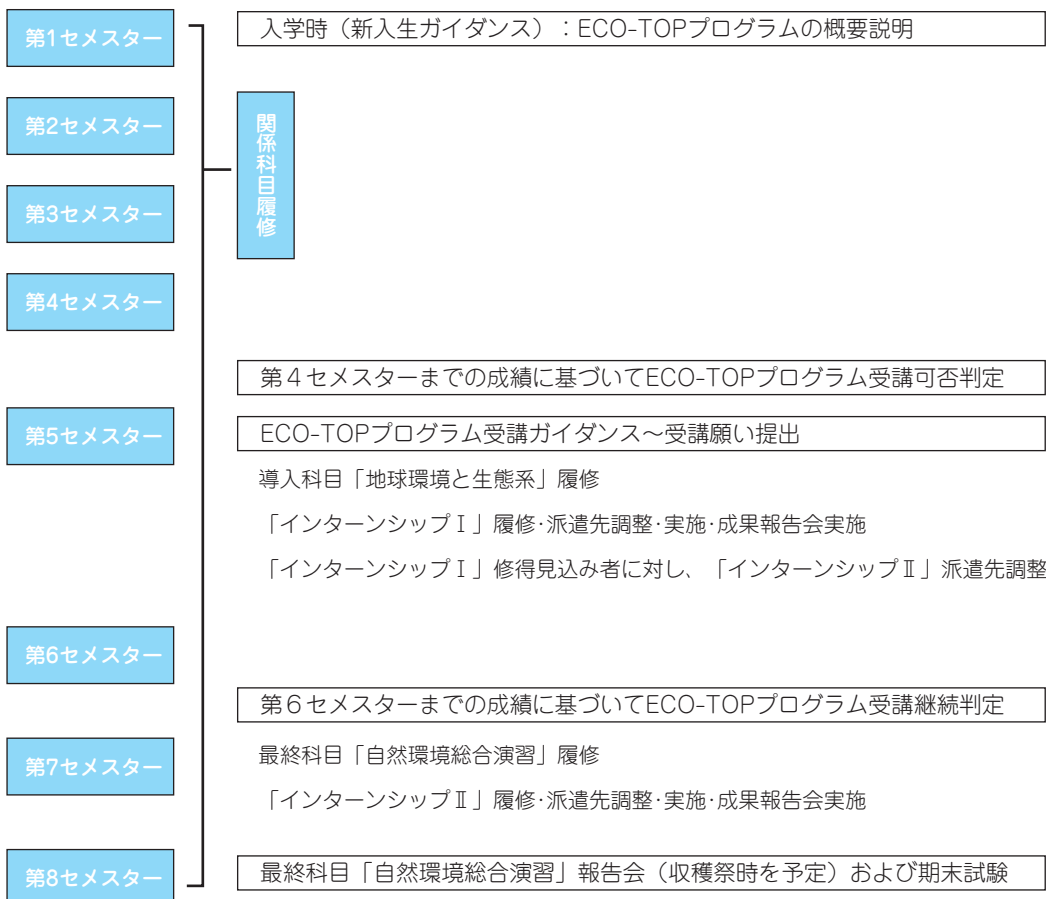 第1セメスター
入学時（新入生ガイダンス）：ECO-TOPプログラムの概要説明
第2セメスター
関係科目履修
第3セメスター
第4セメスター
第４セメスターまでの成績に基づいてECO-TOPプログラム受講可否判定
第5セメスター
ECO-TOPプログラム受講ガイダンス～受講願い提出
導入科目「地球環境と生態系」履修
「インターンシップⅠ」履修・派遣先調整・実施・成果報告会実施
「インターンシップⅠ」修得見込み者に対し、「インターンシップⅡ」派遣先調整
第6セメスター
第６セメスターまでの成績に基づいてECO-TOPプログラム受講継続判定
第7セメスター
最終科目「自然環境総合演習」履修
「インターンシップⅡ」履修・派遣先調整・実施・成果報告会実施
第8セメスター
最終科目「自然環境総合演習」報告会（収穫祭時を予定）および期末試験